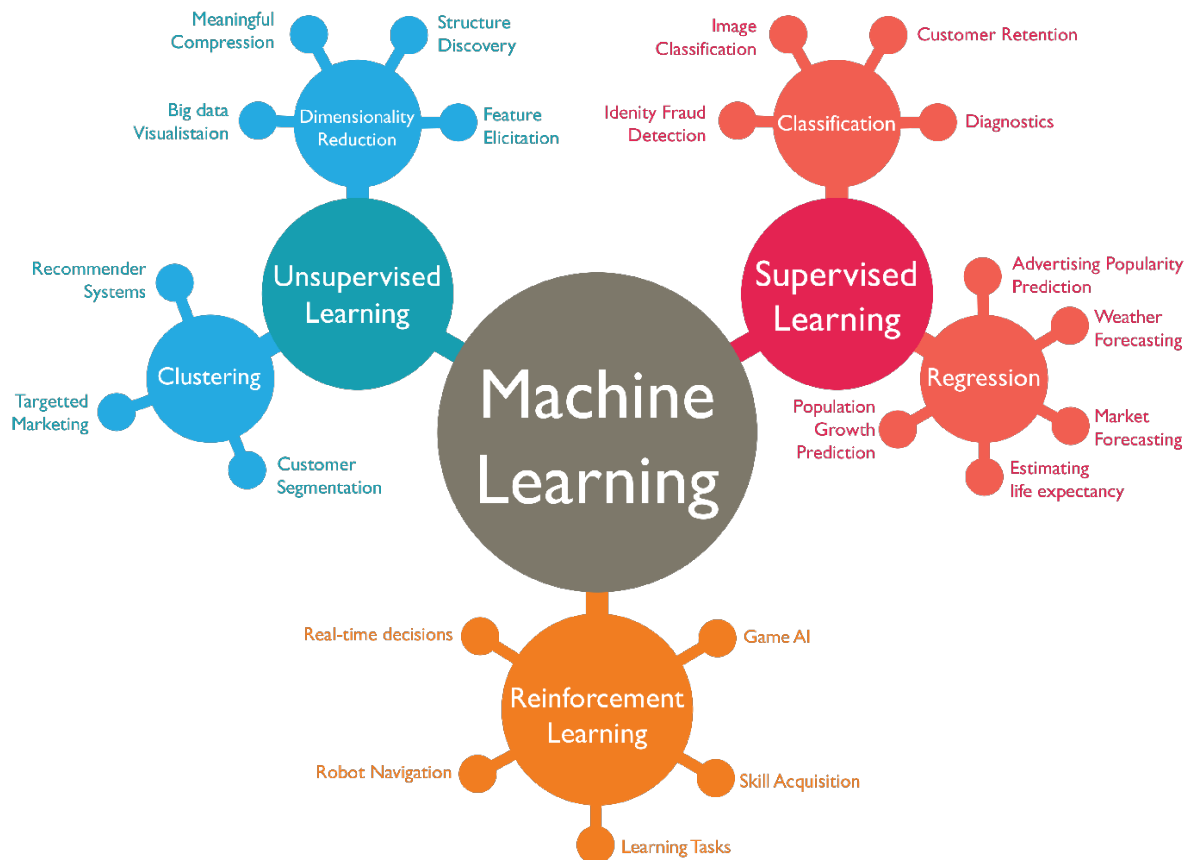 Meaningful
Compression
Structure
Discovery
Big data
Visualistaion
Dimensionality
Reduction
Feature
Elicitation
Image
Classification
Customer Retention
Idenity Fraud
Detection
Classification
Diagnostics
Unsupervised
Learning
Supervised
Learning
Recommender
Systems
Clustering
Targetted
Marketing
Customer
Segmentation
Advertising Popularity
Prediction
Weather
Forecasting
Regression
Population
Growth
Prediction
Market
Forecasting
Estimating
life expectancy
Machine
Learning
Real-time decisions
Game AI
Reinforcement
Learning
Robot Navigation
Skill Acquisition
Learning Tasks